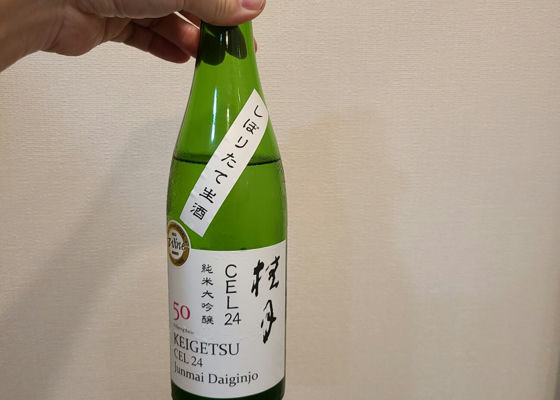 しぼりたて生酒
Wine
桂月
CEL24
純米大吟醸
50
KEIGETSU
CEL 24
Junmai Daiginjo